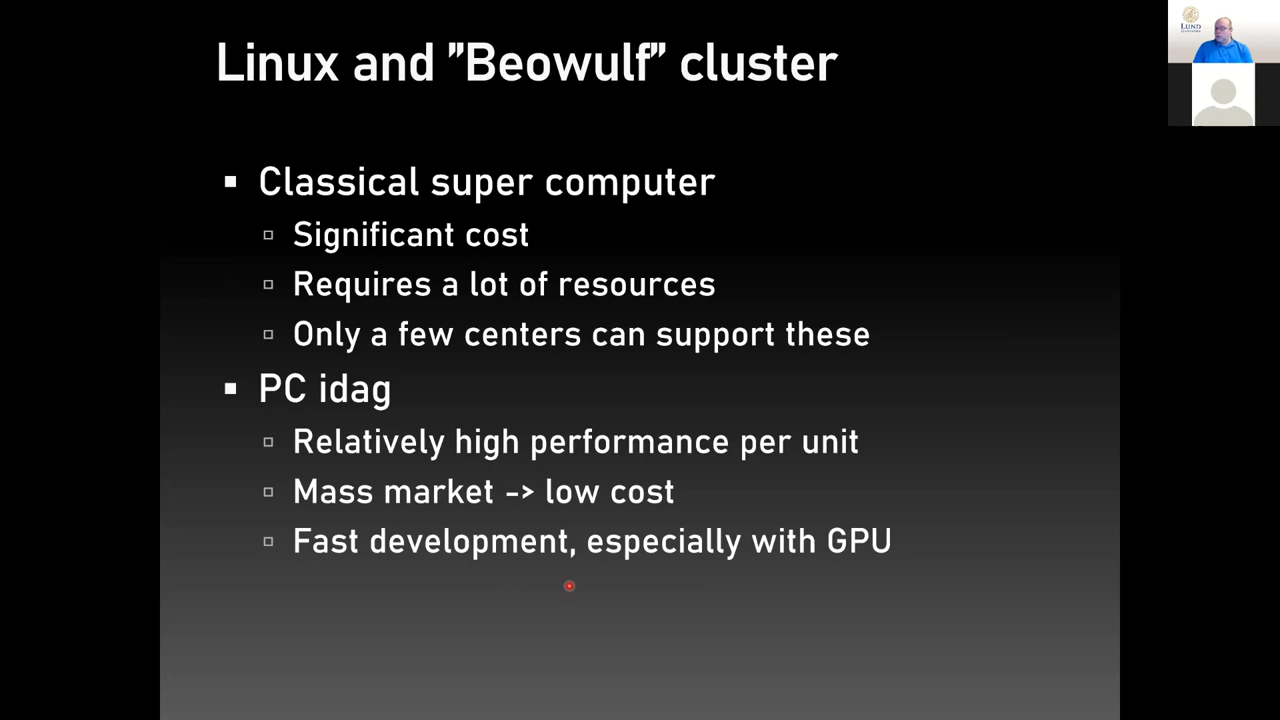 Linux and ”Beowulf” cluster
Classical super computer
Significant cost
Requires a lot of resources
Only a few centers can support these
PC idag
Relatively high performance per unit
Mass market -> low cost
Fast development, especially with GPU
LUND